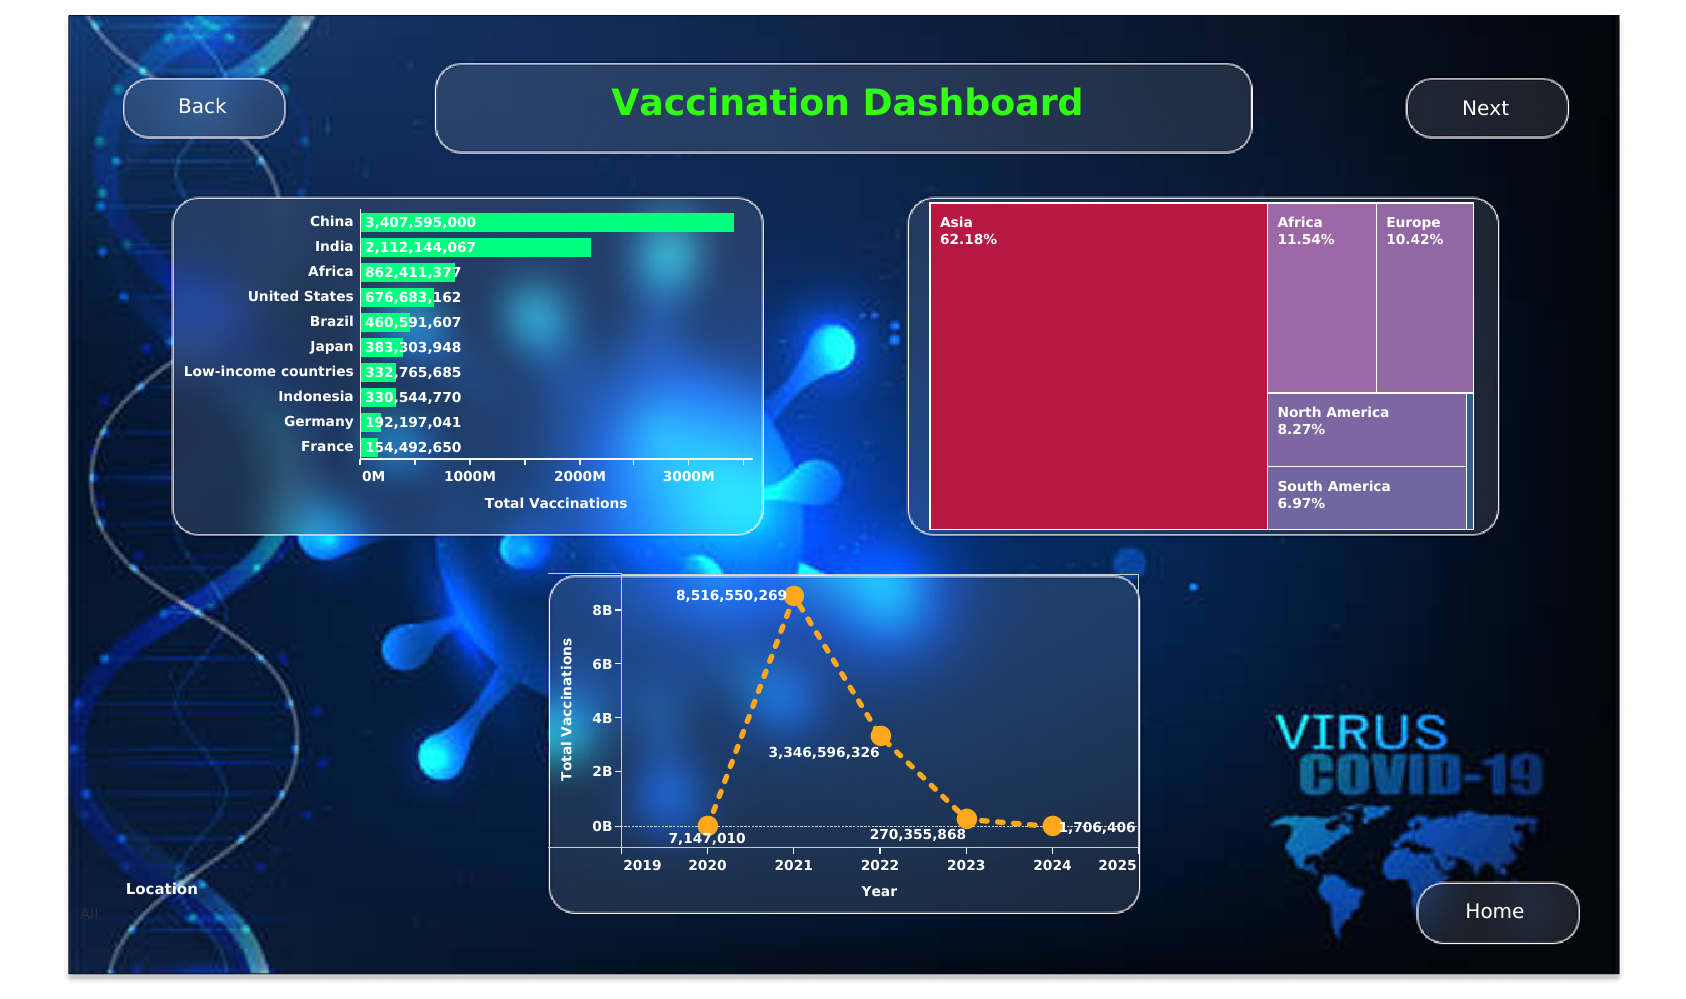 Back
Vaccination Dashboard
Next
China 3,407,595,000
India 2,112,144,067
Africa 862,411,377
United States 676,683,162
Brazil 460,591,607
Japan 383,303,948
Low-income countries 332,765,685
Indonesia 330,544,770
Germany 192,197,041
France 154,492,650
0M 1000M 2000M 3000M
Total Vaccinations
Asia
62.18%
Africa
11.54%
Europe
10.42%
North America
8.27%
South America
6.97%
Total Vaccinations
8B
6B
4B
2B
0B
8,516,550,269
3,346,596,326
7,147,010
270,355,868
1,706,406
2019 2020 2021 2022 2023 2024 2025
Year
VIRUS
COVID-19
Location
All
Home